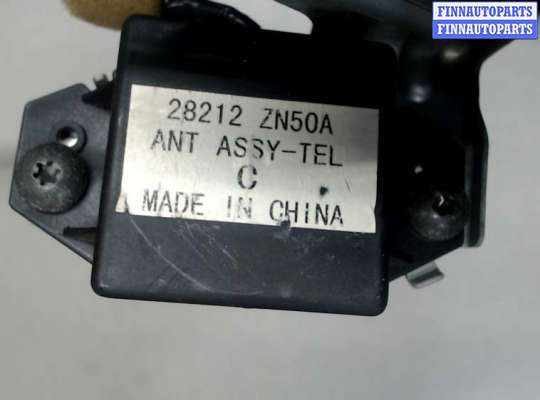 FINNAUTOPARTS
FINNAUTOPARTS
28212 ZN50A
ANT ASSY-TEL
C
MADE IN CHINA